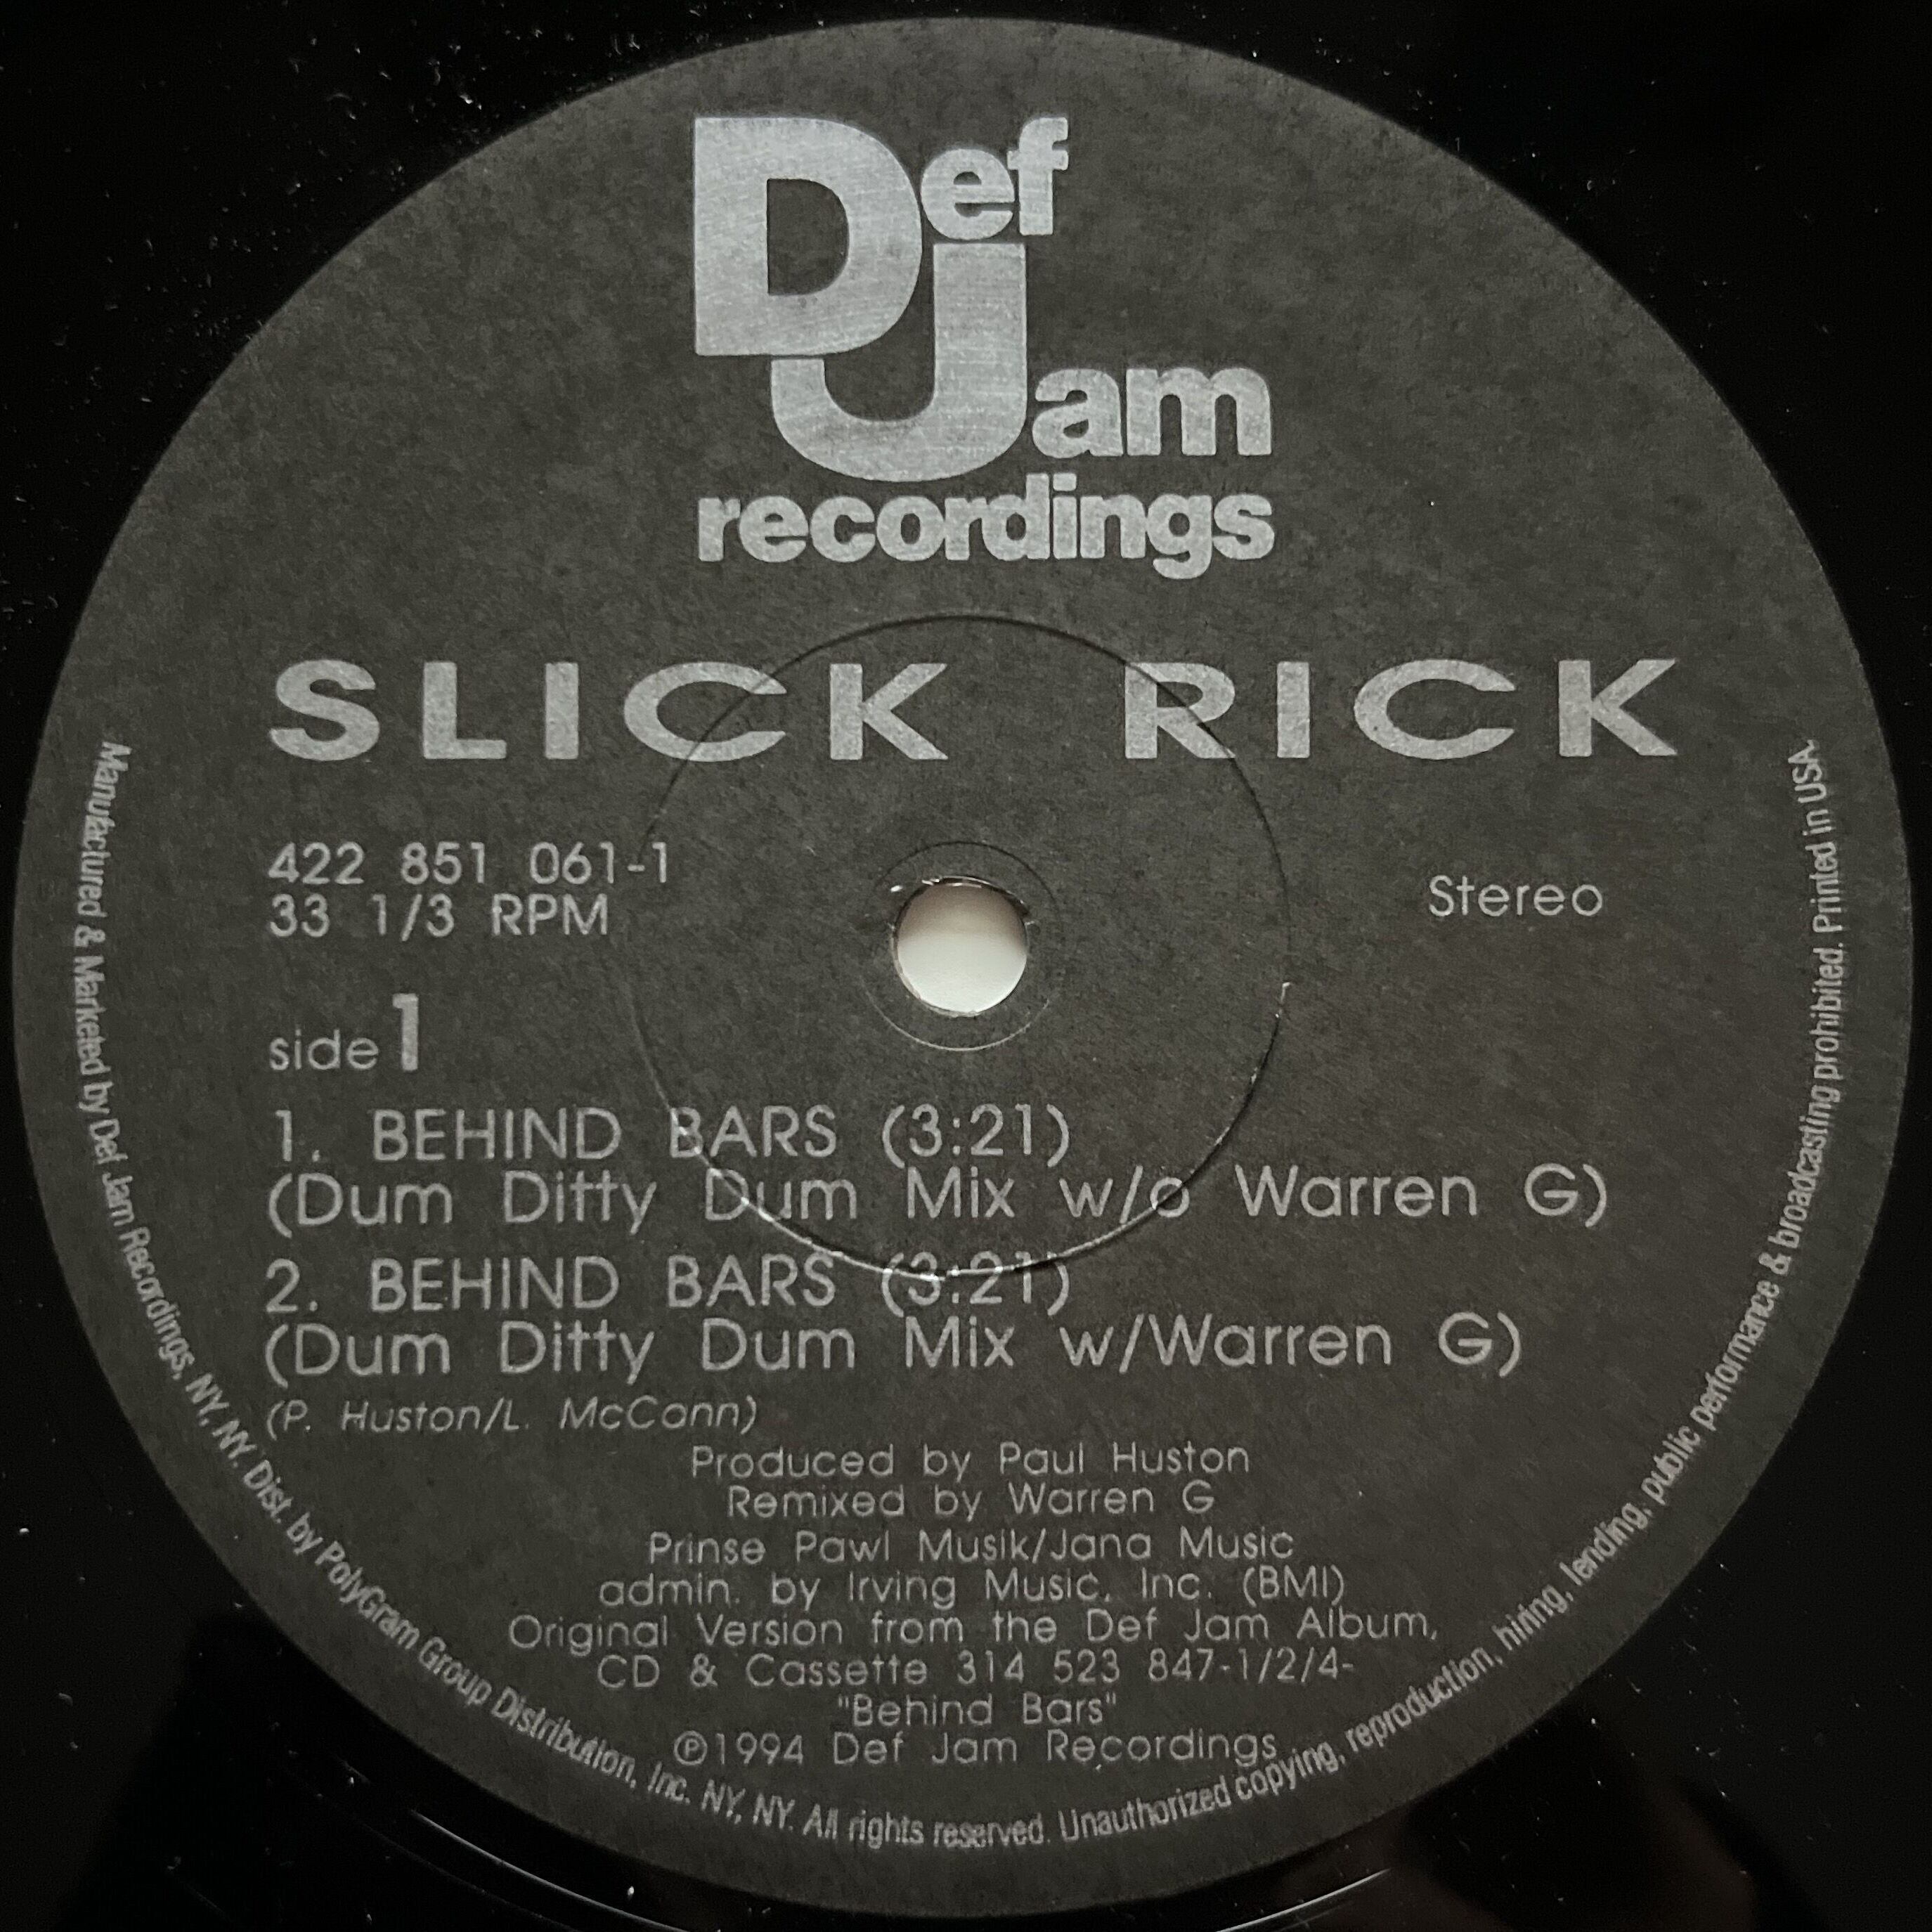 Def
Jam
recordings
SLICK RICK
422 851 061-1
33 1/3 RPM
Stereo
side 1
1. BEHIND BARS (3:21)
(Dum Ditty Dum Mix w/o Warren G)
2. BEHIND BARS (3:21)
(Dum Ditty Dum Mix w/Warren G)
(P. Huston/L. McCann)
Produced by Paul Huston
Remixed by Warren G
Prinse Pawl Musik/Jana Music
admin. by Irving Music, Inc. (BMI)
Original Version from the Def Jam Album,
CD & Cassette 314 523 847-1/2/4-
"Behind Bars"
℗1994 Def Jam Recordings
Manufactured & Marketed by Def Jam Recordings, NY, NY. Dist. by PolyGram Group Distribution, Inc. NY, NY. All rights reserved. Unauthorized copying, reproduction, hiring, lending, public performance & broadcasting prohibited. Printed in USA.